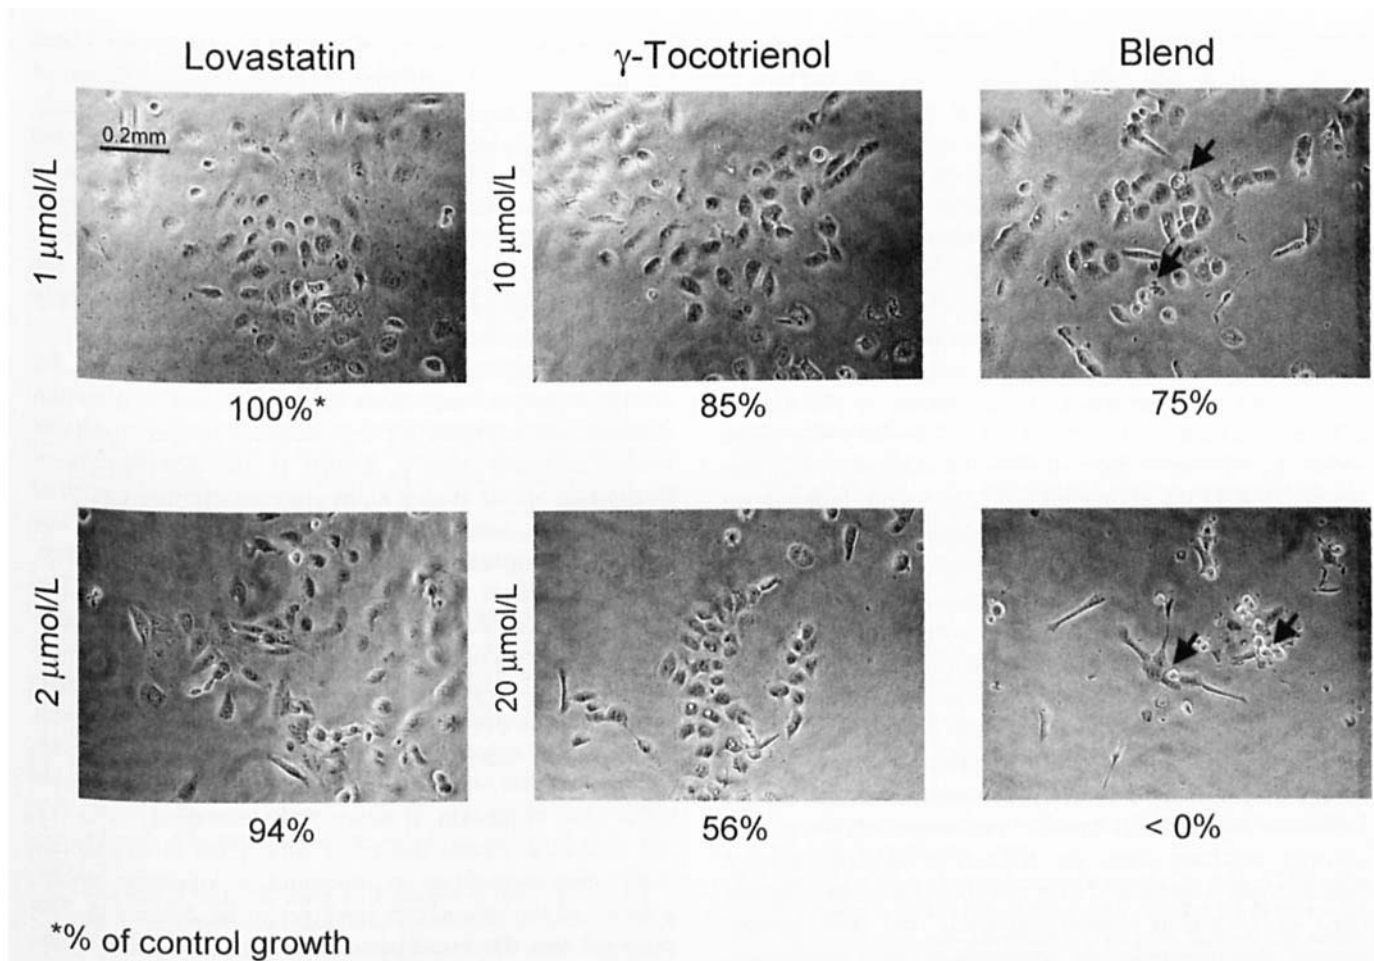 Lovastatin γ-Tocotrienol Blend
0.2mm
1 μmol/L
10 μmol/L
100%* 85% 75%
2 μmol/L
20 μmol/L
94% 56% < 0%
*% of control growth